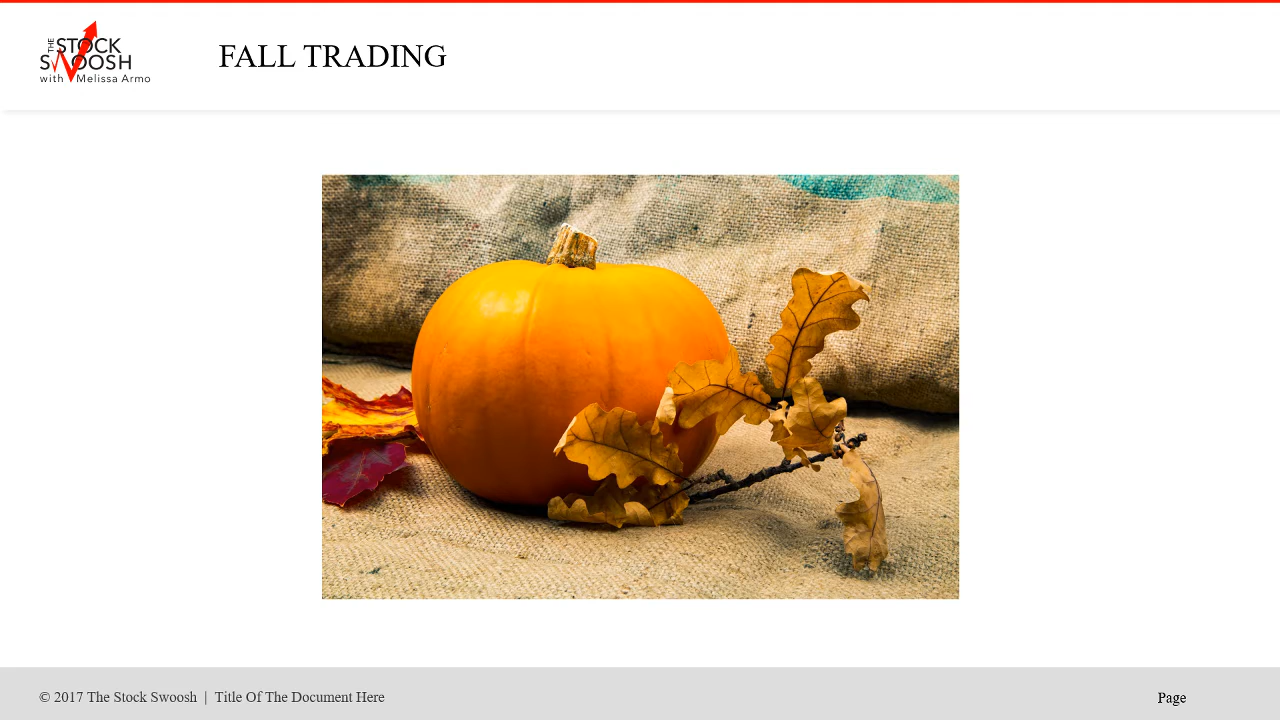 THE STOCK
SWOOSH
with Melissa Armo
FALL TRADING
© 2017 The Stock Swoosh | Title Of The Document Here
Page